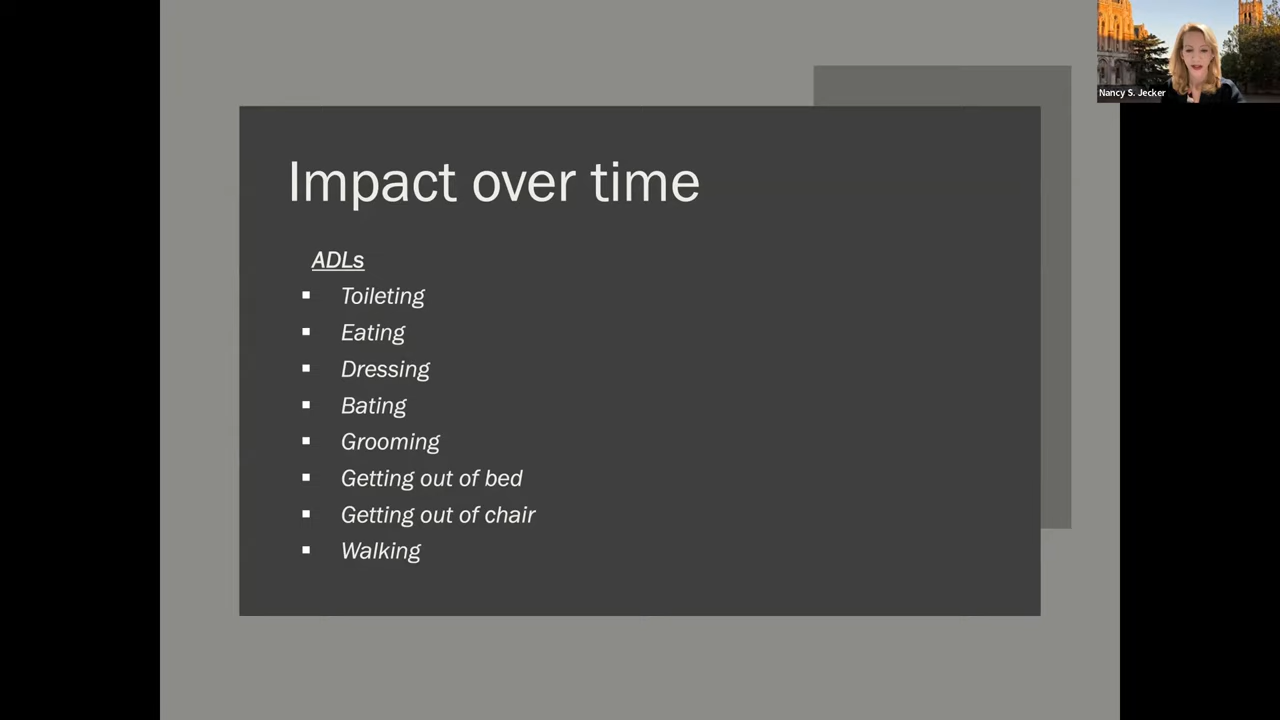 Nancy S. Jecker
Impact over time
ADLs
▪ Toileting
▪ Eating
▪ Dressing
▪ Bating
▪ Grooming
▪ Getting out of bed
▪ Getting out of chair
▪ Walking